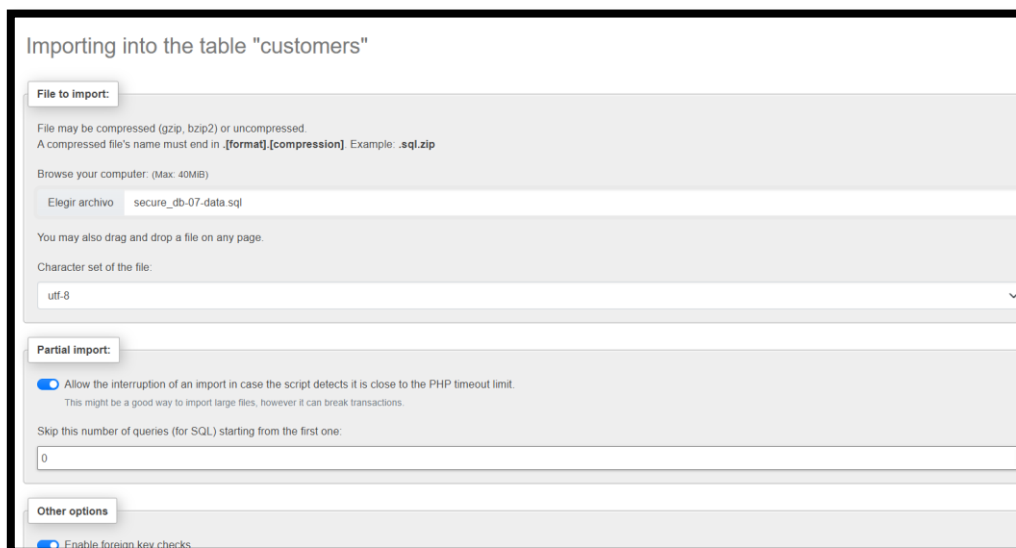 Importing into the table "customers"
File to import:
File may be compressed (gzip, bzip2) or uncompressed.
A compressed file's name must end in .[format].[compression]. Example: .sql.zip
Browse your computer: (Max: 40MiB)
Elegir archivo secure_db-07-data.sql
You may also drag and drop a file on any page.
Character set of the file:
utf-8
Partial import:
Allow the interruption of an import in case the script detects it is close to the PHP timeout limit.
This might be a good way to import large files, however it can break transactions.
Skip this number of queries (for SQL) starting from the first one:
0
Other options
Enable foreign key checks